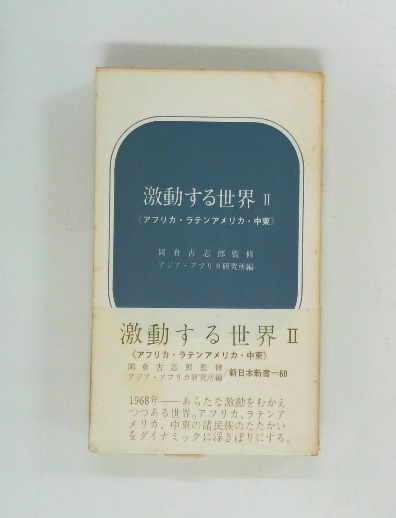 激動する世界 Ⅱ
《アフリカ・ラテンアメリカ・中東》
岡倉古志郎監修
アジア・アフリカ研究所編
激動する世界Ⅱ
《アフリカ・ラテンアメリカ・中東》
岡倉古志郎監修
アジア・アフリカ研究所編/新日本新書—60
1968年——あらたな激動をむかえ
つつある世界。アフリカ、ラテンア
メリカ、中東の諸民族のたたかい
をダイナミックに浮きぼりにする。